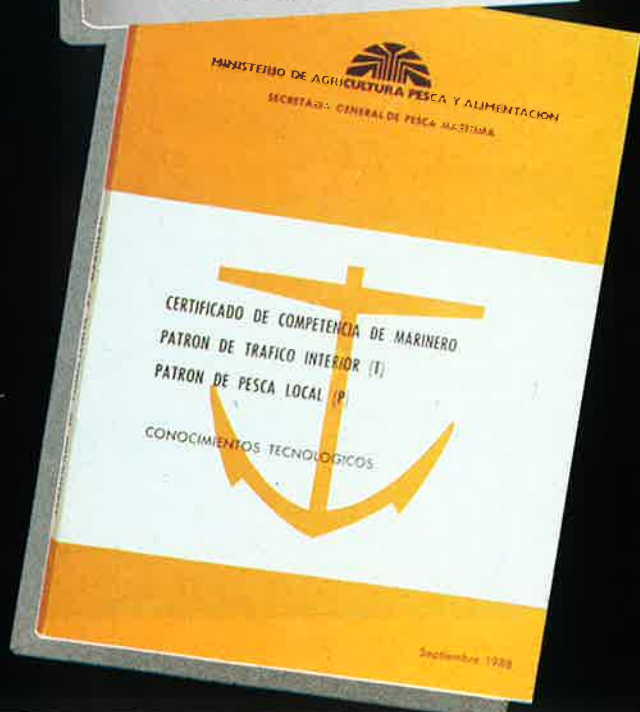 MINISTERIO DE AGRICULTURA PESCA Y ALIMENTACION
SECRETARIA GENERAL DE PESCA MARITIMA
CERTIFICADO DE COMPETENCIA DE MARINERO
PATRON DE TRAFICO INTERIOR (T)
PATRON DE PESCA LOCAL (P)
CONOCIMIENTOS TECNOLOGICOS
Septiembre 1988